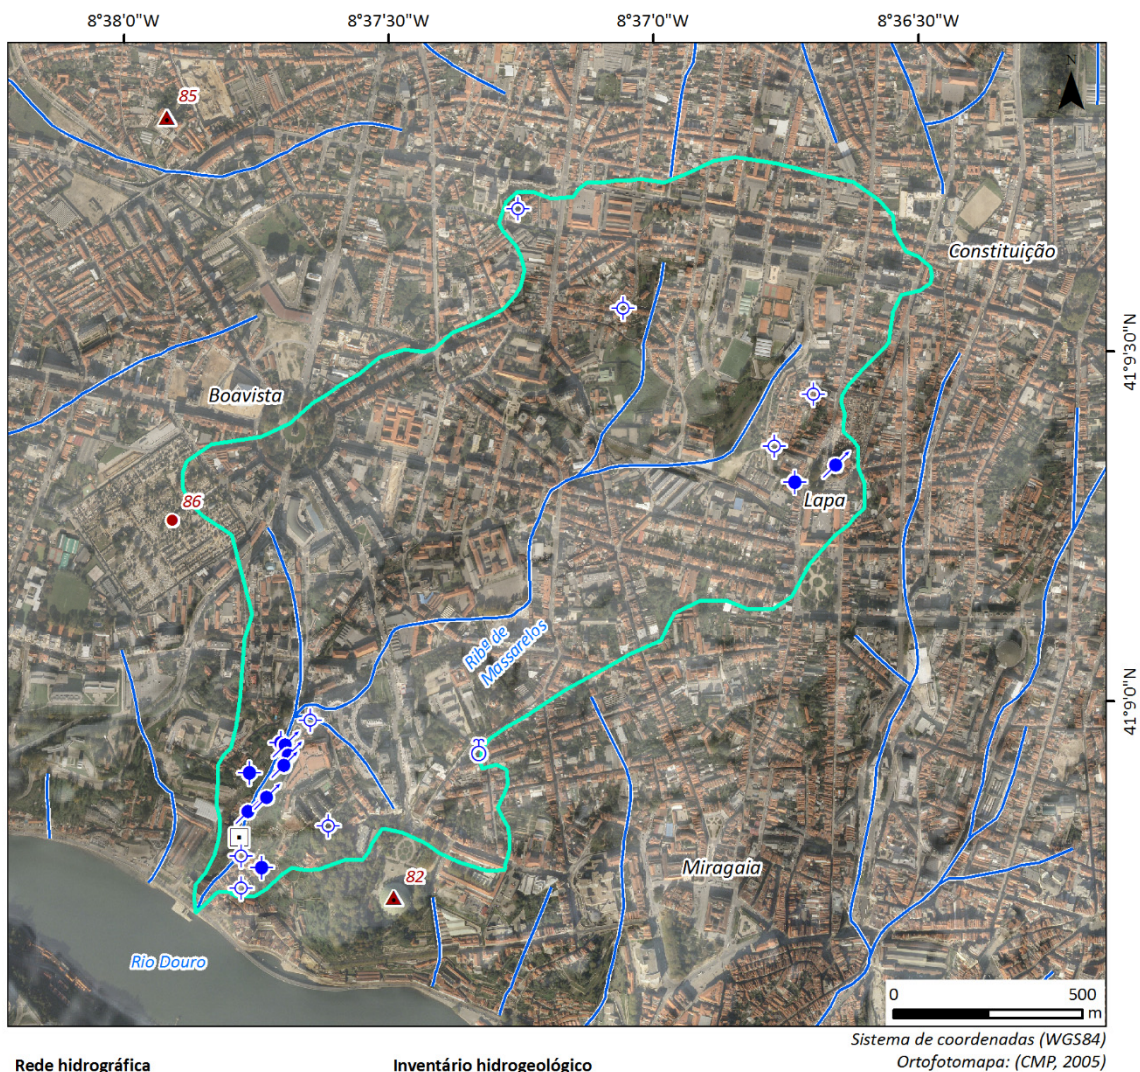 8°38'0"W 8°37'30"W 8°37'0"W 8°36'30"W
N
85
Constituição
41°9'30"N
Boavista
86
Lapa
Ribª de
Massarelos
41°9'0"N
Miragaia
82
Rio Douro
0 500
m
Sistema de coordenadas (WGS84)
Rede hidrográfica Inventário hidrogeológico Ortofotomapa: (CMP, 2005)